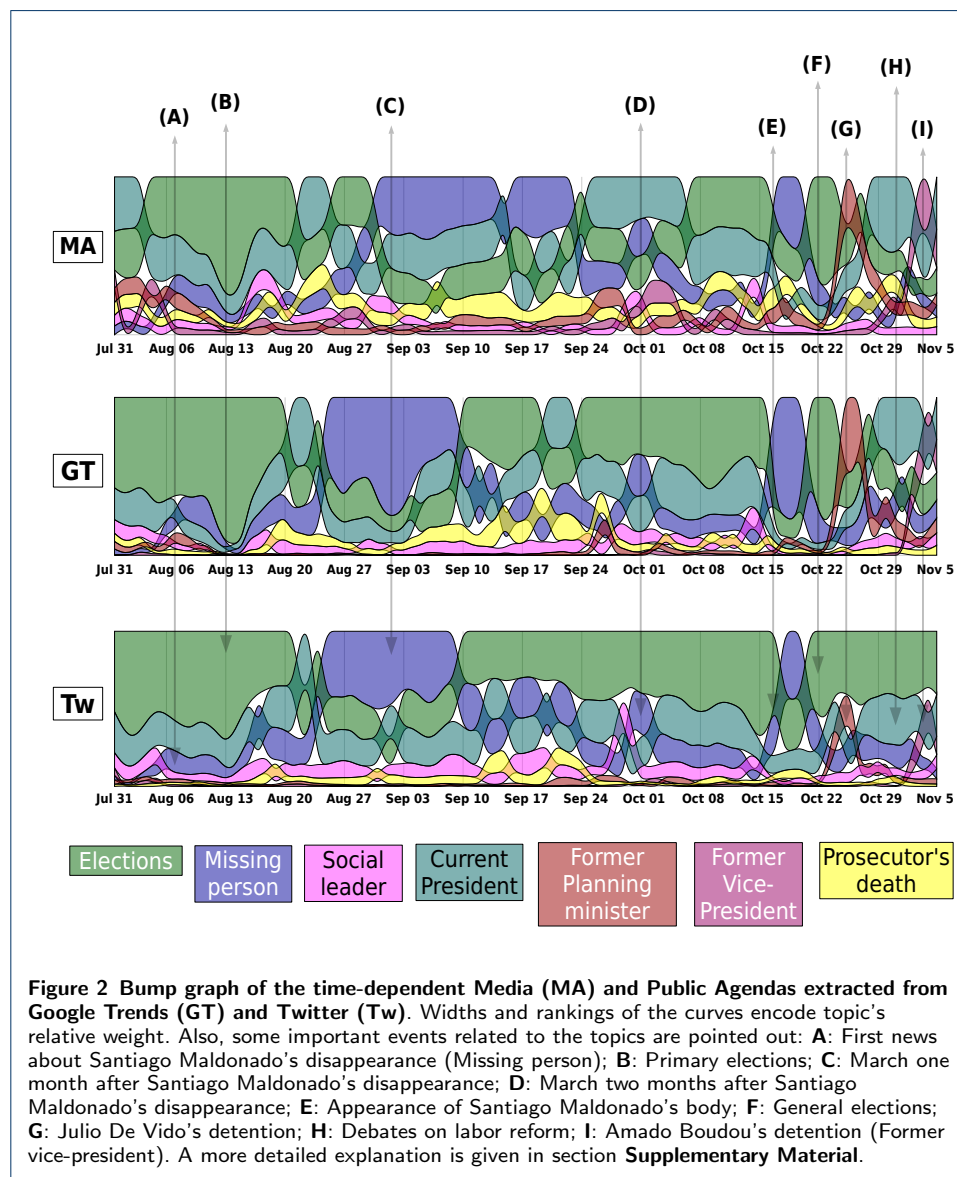 (F)
(H)
(B)
(C)
(D)
(A)
(E)
(G)
(I)
MA
Jul 31 Aug 06 Aug 13 Aug 20 Aug 27 Sep 03 Sep 10 Sep 17 Sep 24 Oct 01 Oct 08 Oct 15 Oct 22 Oct 29 Nov 5
GT
Jul 31 Aug 06 Aug 13 Aug 20 Aug 27 Sep 03 Sep 10 Sep 17 Sep 24 Oct 01 Oct 08 Oct 15 Oct 22 Oct 29 Nov 5
Tw
Jul 31 Aug 06 Aug 13 Aug 20 Aug 27 Sep 03 Sep 10 Sep 17 Sep 24 Oct 01 Oct 08 Oct 15 Oct 22 Oct 29 Nov 5
Elections
Missing
person
Social
leader
Current
President
Former
Planning
minister
Former
Vice-
President
Prosecutor's
death
Figure 2 Bump graph of the time-dependent Media (MA) and Public Agendas extracted from
Google Trends (GT) and Twitter (Tw). Widths and rankings of the curves encode topic's
relative weight. Also, some important events related to the topics are pointed out: A: First news
about Santiago Maldonado's disappearance (Missing person); B: Primary elections; C: March one
month after Santiago Maldonado's disappearance; D: March two months after Santiago
Maldonado's disappearance; E: Appearance of Santiago Maldonado's body; F: General elections;
G: Julio De Vido's detention; H: Debates on labor reform; I: Amado Boudou's detention (Former
vice-president). A more detailed explanation is given in section Supplementary Material.